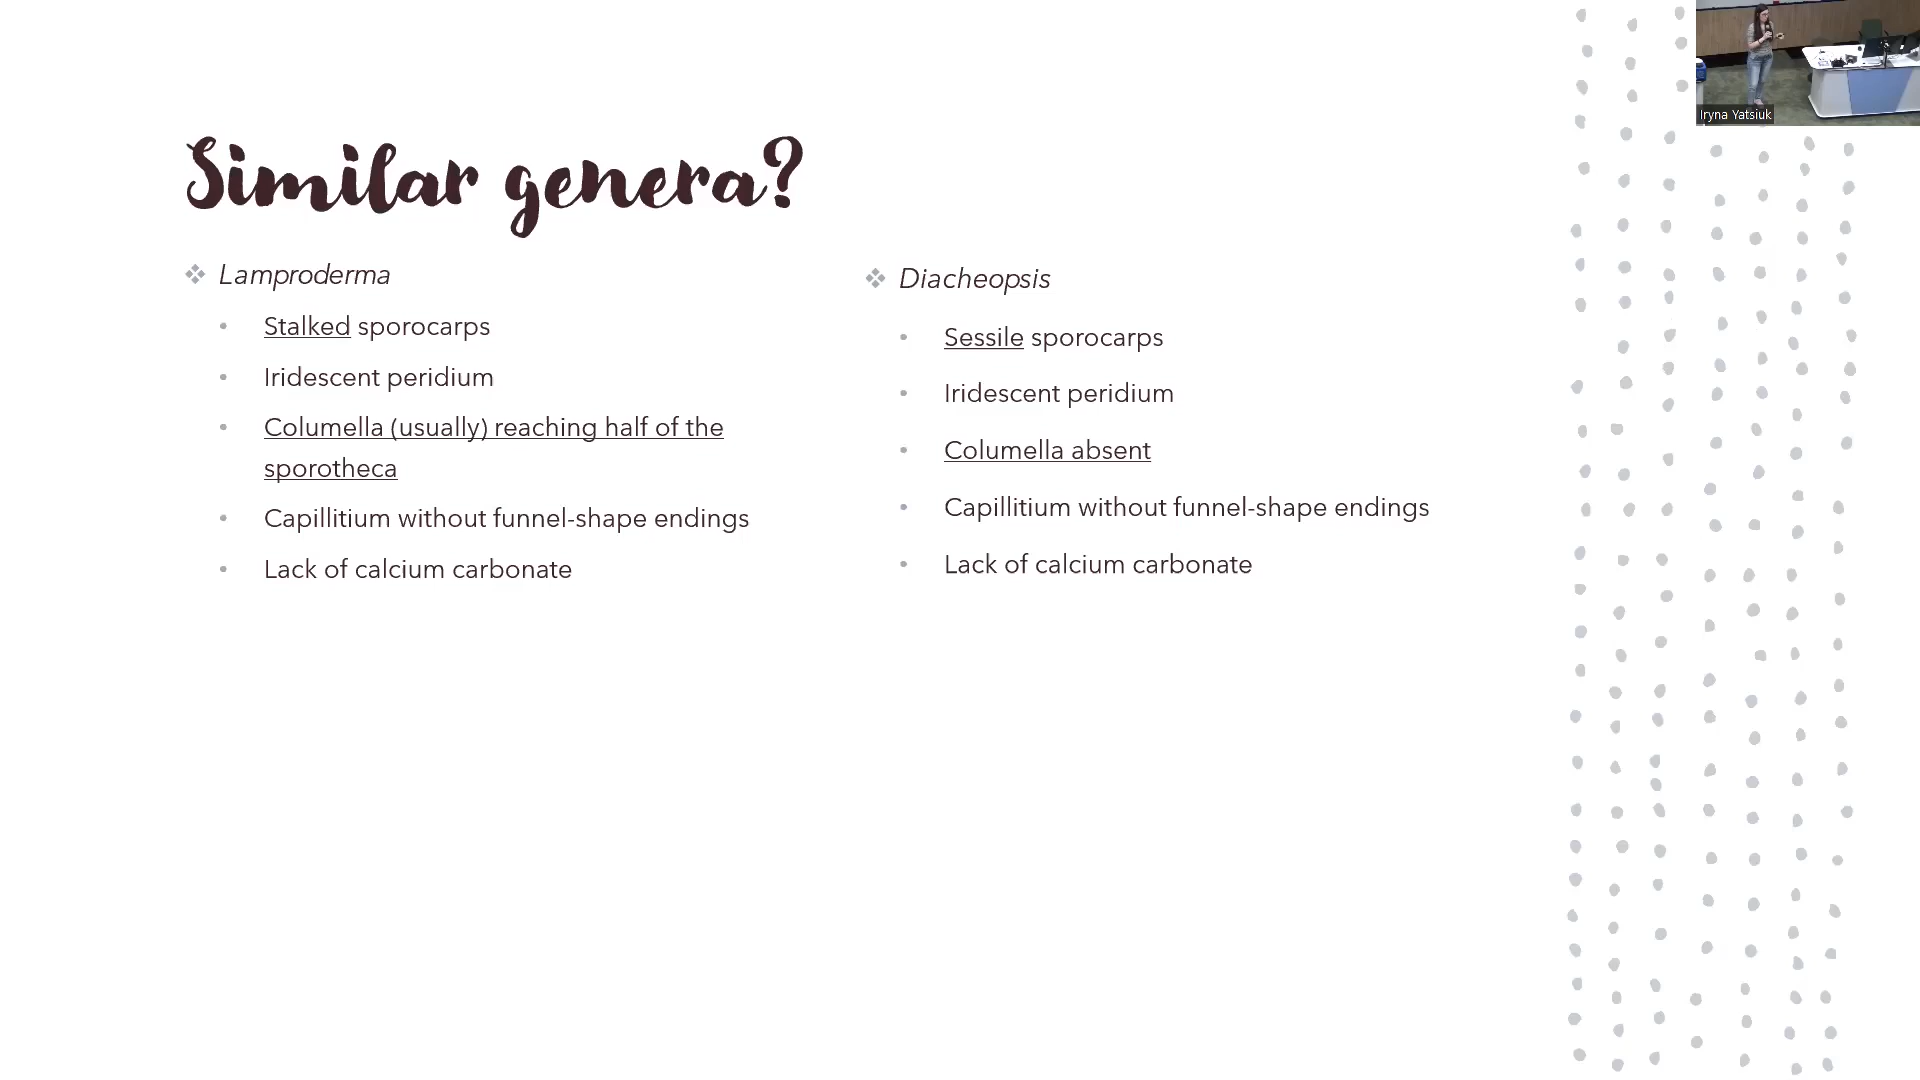 Similar genera?
Lamproderma
Stalked sporocarps
Iridescent peridium
Columella (usually) reaching half of the
sporotheca
Capillitium without funnel-shape endings
Lack of calcium carbonate
Diacheopsis
Sessile sporocarps
Iridescent peridium
Columella absent
Capillitium without funnel-shape endings
Lack of calcium carbonate
Iryna Yatsiuk